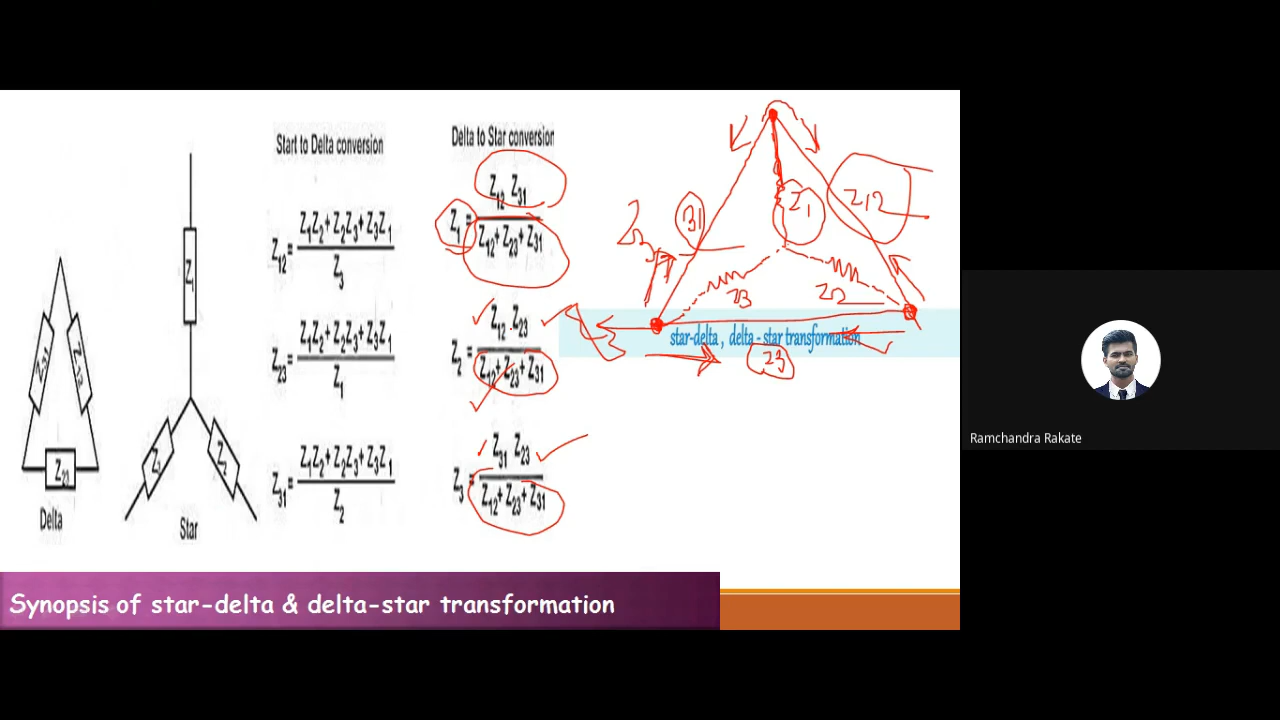 Start to Delta conversion
Delta to Star conversion
Z12 = Z1Z2 + Z2Z3 + Z3Z1 / Z3
Z1 = Z12 Z31 / Z12 + Z23 + Z31
Z23 = Z1Z2 + Z2Z3 + Z3Z1 / Z1
Z2 = Z12 . Z23 / Z12 + Z23 + Z31
Z31 = Z1Z2 + Z2Z3 + Z3Z1 / Z2
Z3 = Z31 Z23 / Z12 + Z23 + Z31
Z31
Z12
Z23
Delta
Z1
Z3
Z2
Star
31
Z1
Z12
Z3
Z2
star-delta , delta - star transformation
23
Synopsis of star-delta & delta-star transformation
Ramchandra Rakate